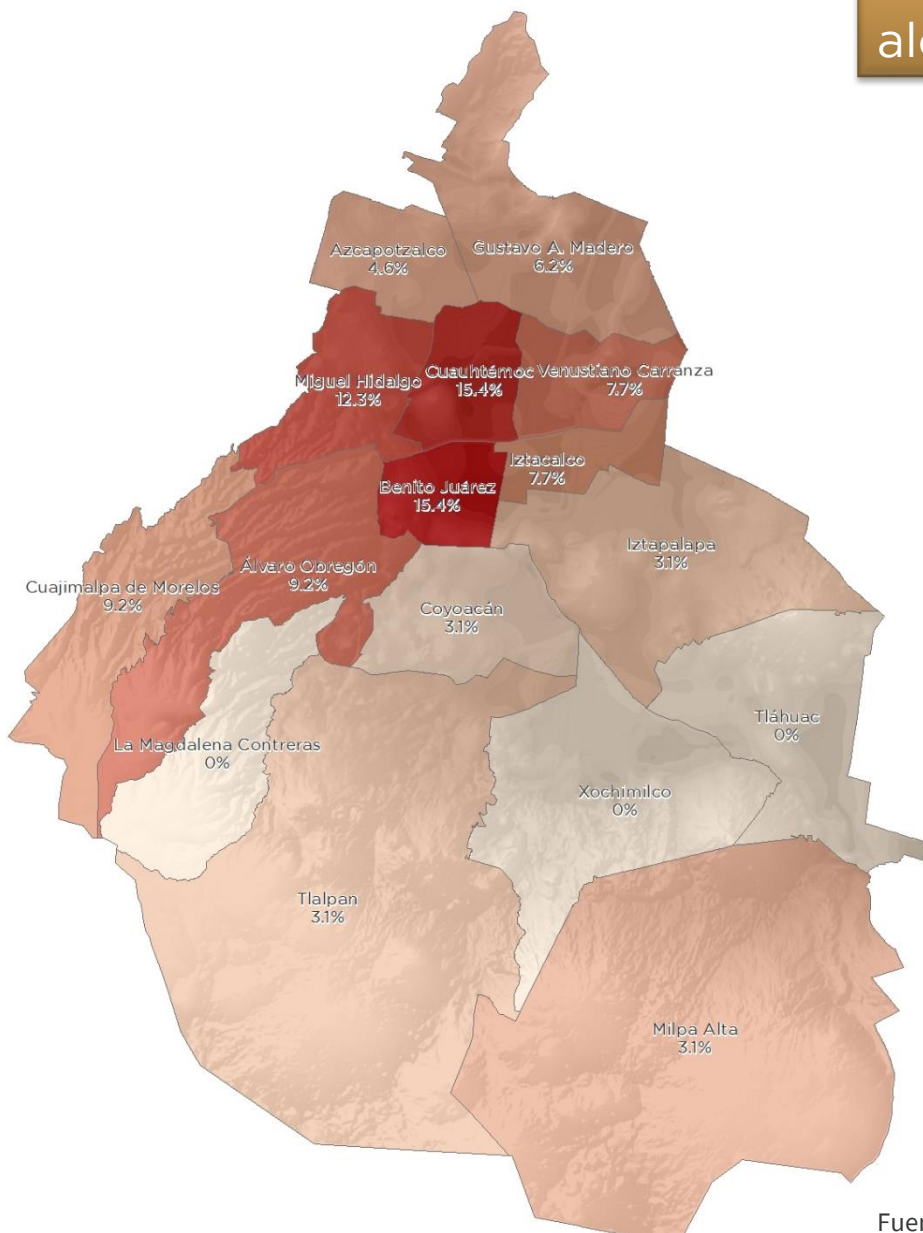 Azcapotzalco
4.6%
Gustavo A. Madero
6.2%
Miguel Hidalgo
12.3%
Cuauhtémoc
15.4%
Venustiano Carranza
7.7%
Iztacalco
7.7%
Benito Juárez
15.4%
Iztapalapa
3.1%
Álvaro Obregón
9.2%
Cuajimalpa de Morelos
9.2%
Coyoacán
3.1%
Tláhuac
0%
La Magdalena Contreras
0%
Xochimilco
0%
Tlalpan
3.1%
Milpa Alta
3.1%